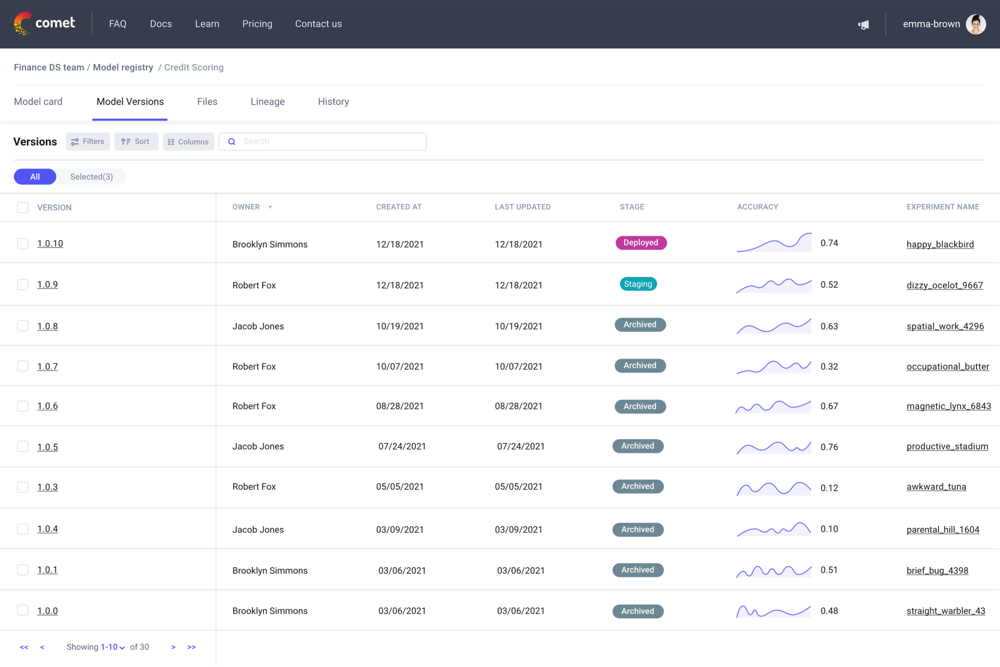 comet FAQ Docs Learn Pricing Contact us emma-brown
Finance DS team / Model registry / Credit Scoring
Model card Model Versions Files Lineage History
Versions Filters Sort Columns Search
All Selected(3)
VERSION OWNER CREATED AT LAST UPDATED STAGE ACCURACY EXPERIMENT NAME
1.0.10 Brooklyn Simmons 12/18/2021 12/18/2021 Deployed 0.74 happy_blackbird
1.0.9 Robert Fox 12/18/2021 12/18/2021 Staging 0.52 dizzy_ocelot_9667
1.0.8 Jacob Jones 10/19/2021 10/19/2021 Archived 0.63 spatial_work_4296
1.0.7 Robert Fox 10/07/2021 10/07/2021 Archived 0.32 occupational_butter
1.0.6 Robert Fox 08/28/2021 08/28/2021 Archived 0.67 magnetic_lynx_6843
1.0.5 Jacob Jones 07/24/2021 07/24/2021 Archived 0.76 productive_stadium
1.0.3 Robert Fox 05/05/2021 05/05/2021 Archived 0.12 awkward_tuna
1.0.4 Jacob Jones 03/09/2021 03/09/2021 Archived 0.10 parental_hill_1604
1.0.1 Brooklyn Simmons 03/06/2021 03/06/2021 Archived 0.51 brief_bug_4398
1.0.0 Brooklyn Simmons 03/06/2021 03/06/2021 Archived 0.48 straight_warbler_43
<< < Showing 1-10 of 30 > >>